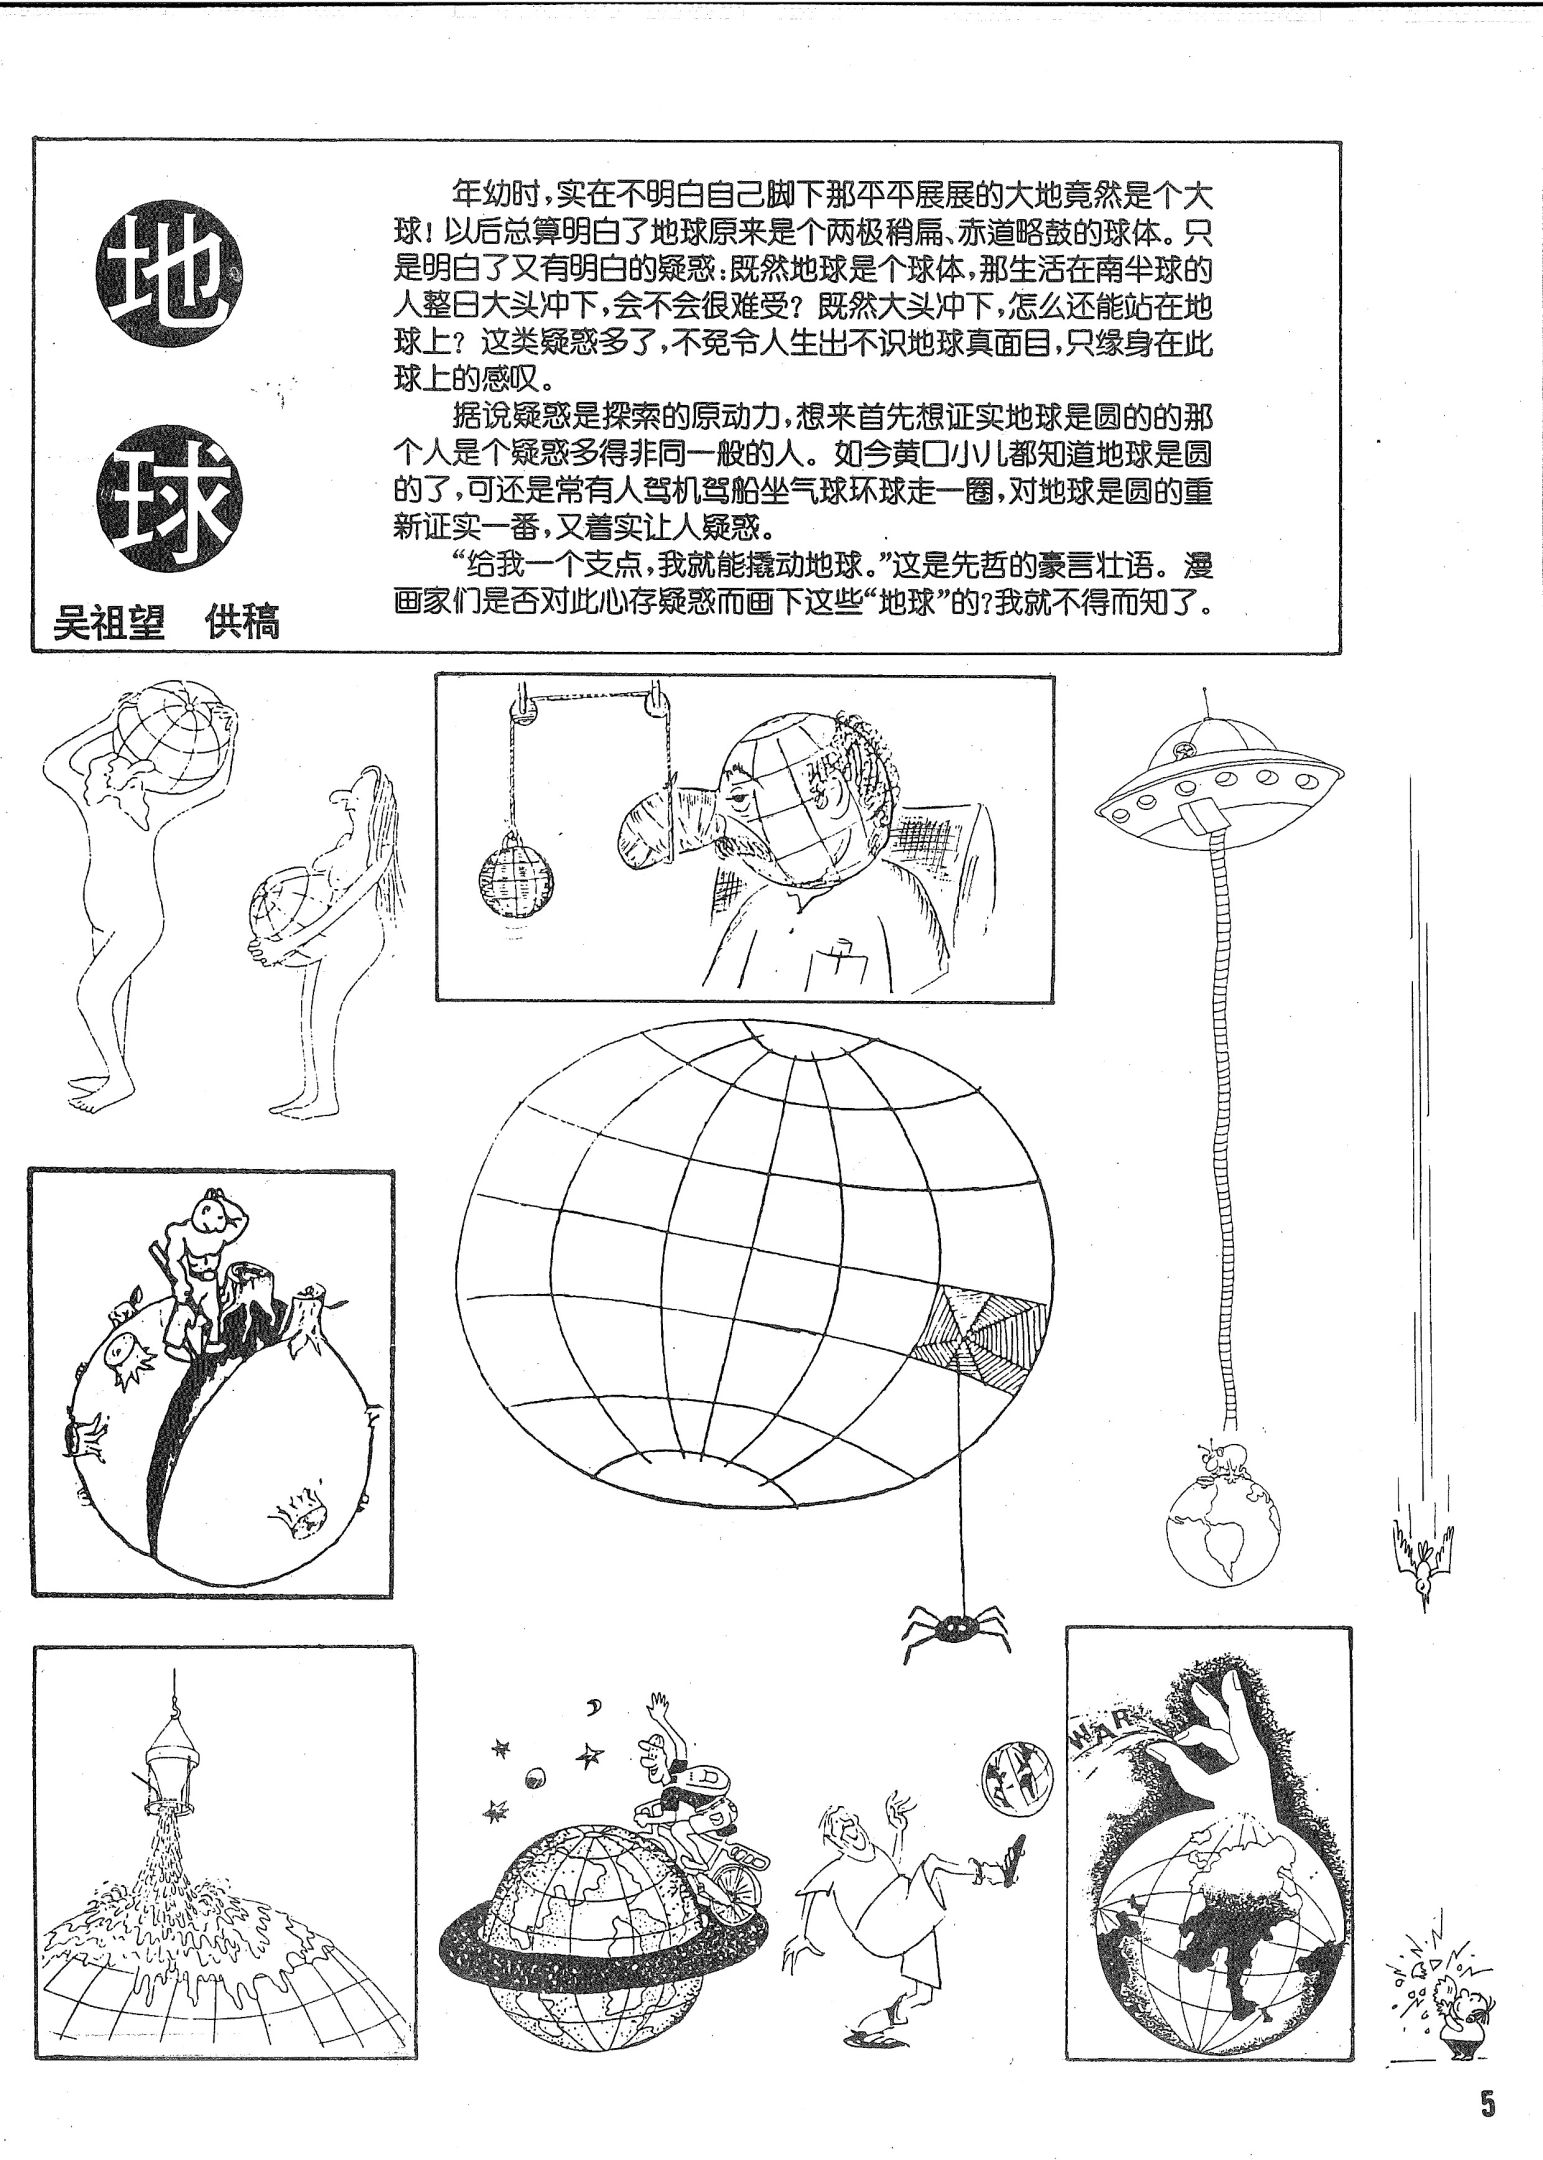 地
球
吴祖望 供稿
年幼时,实在不明白自己脚下那平平展展的大地竟然是个大
球!以后总算明白了地球原来是个两极稍扁、赤道略鼓的球体。只
是明白了又有明白的疑惑:既然地球是个球体,那生活在南半球的
人整日大头冲下,会不会很难受?既然大头冲下,怎么还能站在地
球上?这类疑惑多了,不免令人生出不识地球真面目,只缘身在此
球上的感叹。
据说疑惑是探索的原动力,想来首先想证实地球是圆的的那
个人是个疑惑多得非同一般的人。如今黄口小儿都知道地球是圆
的了,可还是常有人驾机驾船坐气球环球走一圈,对地球是圆的重
新证实一番,又着实让人疑惑。
“给我一个支点,我就能撬动地球。”这是先哲的豪言壮语。漫
画家们是否对此心存疑惑而画下这些“地球”的?我就不得而知了。
WAR
5